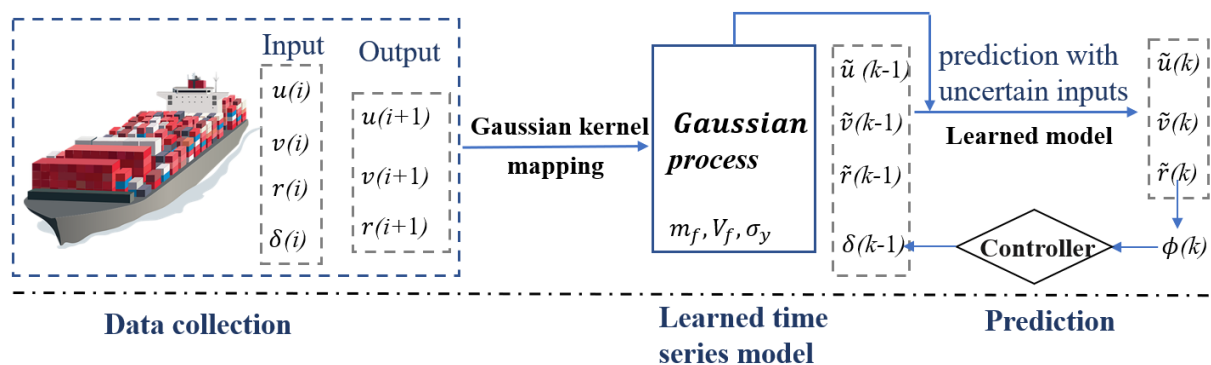 Input
u(i)
v(i)
r(i)
δ(i)
Output
u(i+1)
v(i+1)
r(i+1)
Gaussian kernel
mapping
Gaussian
process
m_f, V_f, σ_y
ũ (k-1)
ṽ(k-1)
r̃(k-1)
δ(k-1)
prediction with
uncertain inputs
Learned model
ũ(k)
ṽ(k)
r̃(k)
Controller
ϕ(k)
Data collection
Learned time
series model
Prediction